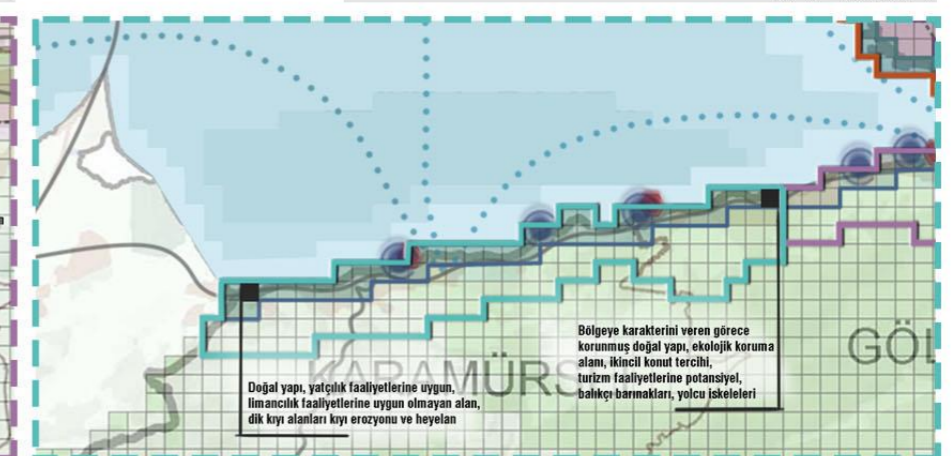 Bölgeye karakterini veren görece
korunmuş doğal yapı, ekolojik koruma
alanı, ikincil konut tercihi,
turizm faaliyetlerine potansiyel,
balıkçı barınakları, yolcu iskeleleri
GÖL
KARAMÜRS
Doğal yapı, yatçılık faaliyetlerine uygun,
limancılık faaliyetlerine uygun olmayan alan,
dik kıyı alanları kıyı erozyonu ve heyelan